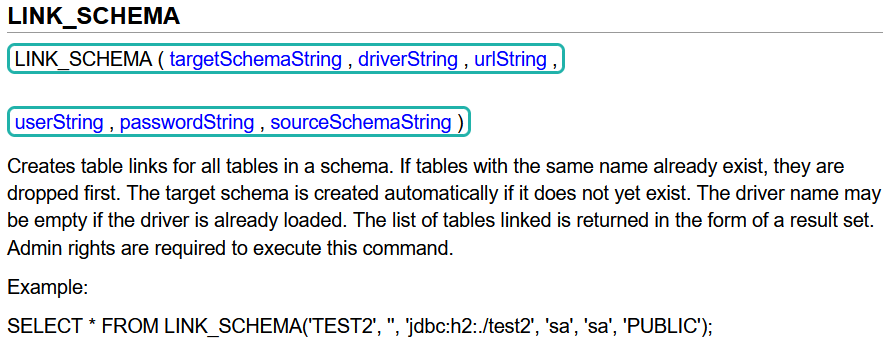 LINK_SCHEMA
LINK_SCHEMA ( targetSchemaString , driverString , urlString ,
userString , passwordString , sourceSchemaString )
Creates table links for all tables in a schema. If tables with the same name already exist, they are
dropped first. The target schema is created automatically if it does not yet exist. The driver name may
be empty if the driver is already loaded. The list of tables linked is returned in the form of a result set.
Admin rights are required to execute this command.
Example:
SELECT * FROM LINK_SCHEMA('TEST2', '', 'jdbc:h2:./test2', 'sa', 'sa', 'PUBLIC');